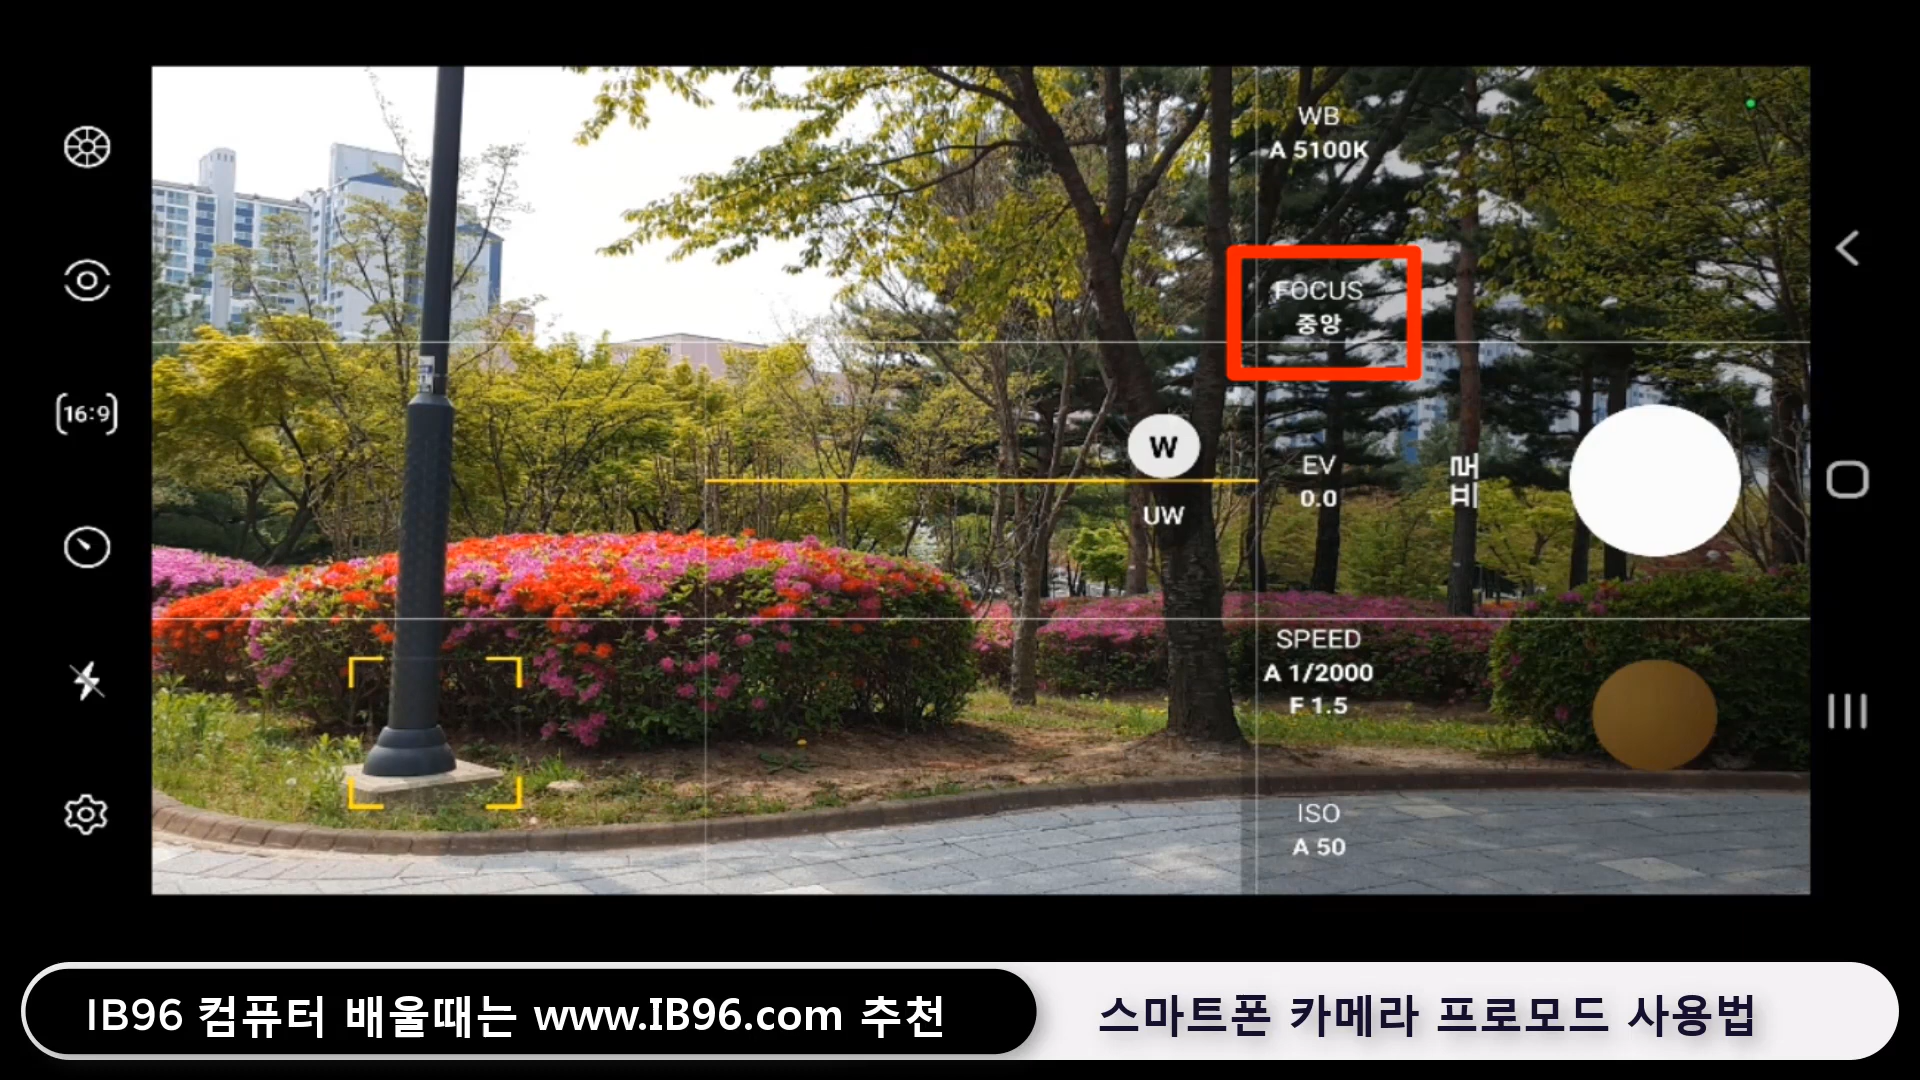 16:9
WB
A 5100K
FOCUS
중앙
W
UW
EV
0.0
프로
SPEED
A 1/2000
F 1.5
ISO
A 50
IB96 컴퓨터 배울때는 www.IB96.com 추천
스마트폰 카메라 프로모드 사용법